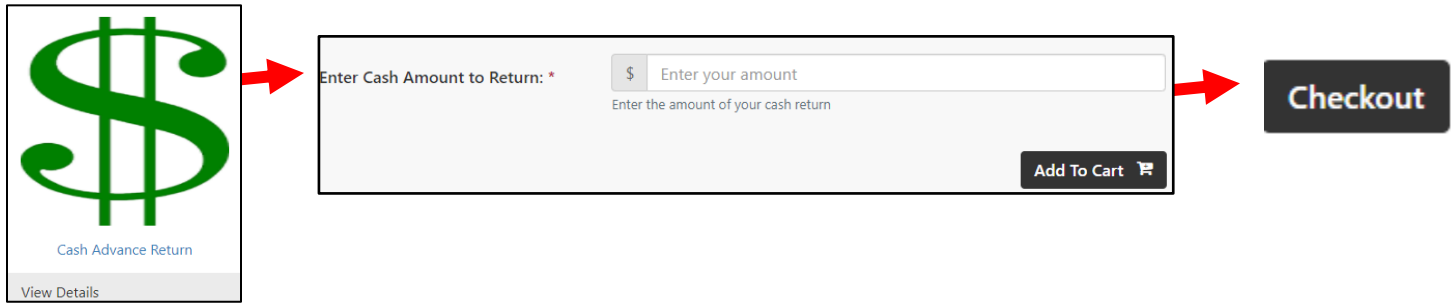 $
Cash Advance Return
View Details
Enter Cash Amount to Return: *
$ Enter your amount
Enter the amount of your cash return
Add To Cart
Checkout